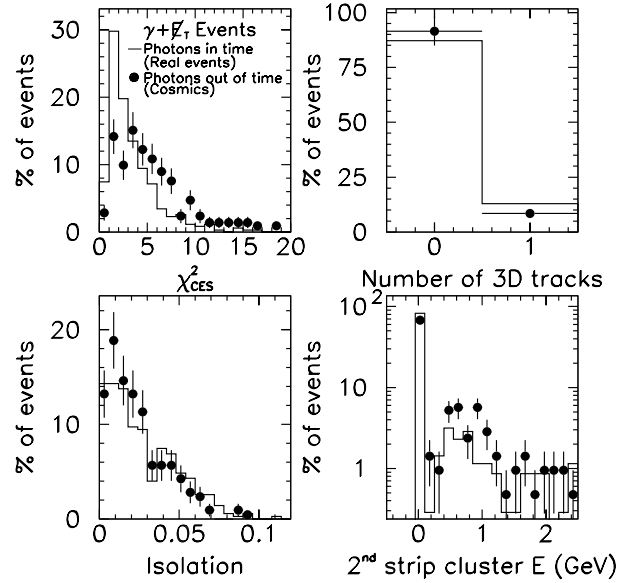 γ+E̸_T Events
Photons in time
(Real events)
Photons out of time
(Cosmics)
% of events
30
20
10
0
0 5 10 15 20
χ²_CES
% of events
100
75
50
25
0
0 1
Number of 3D tracks
% of events
20
10
0
0 0.05 0.1
Isolation
% of events
10²
10
1
0 1 2
2nd strip cluster E (GeV)